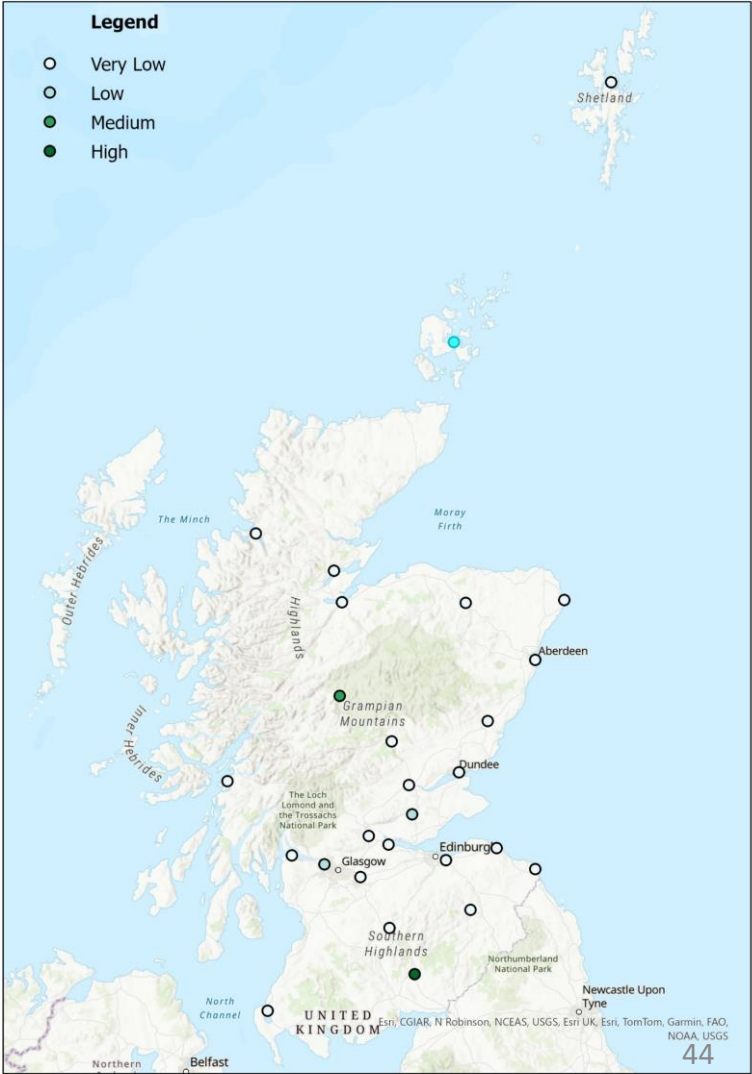 Legend
Very Low
Low
Medium
High
Shetland
The Minch
Moray
Firth
Outer Hebrides
Highlands
Aberdeen
Grampian
Mountains
Inner Hebrides
Dundee
The Loch
Lomond and
the Trossachs
National Park
Edinburgh
Glasgow
Southern
Highlands
Northumberland
National Park
Newcastle Upon
Tyne
North
Channel
UNITED
KINGDOM
Esri, CGIAR, N Robinson, NCEAS, USGS, Esri UK, Esri, TomTom, Garmin, FAO,
NOAA, USGS
44
Belfast
Northern